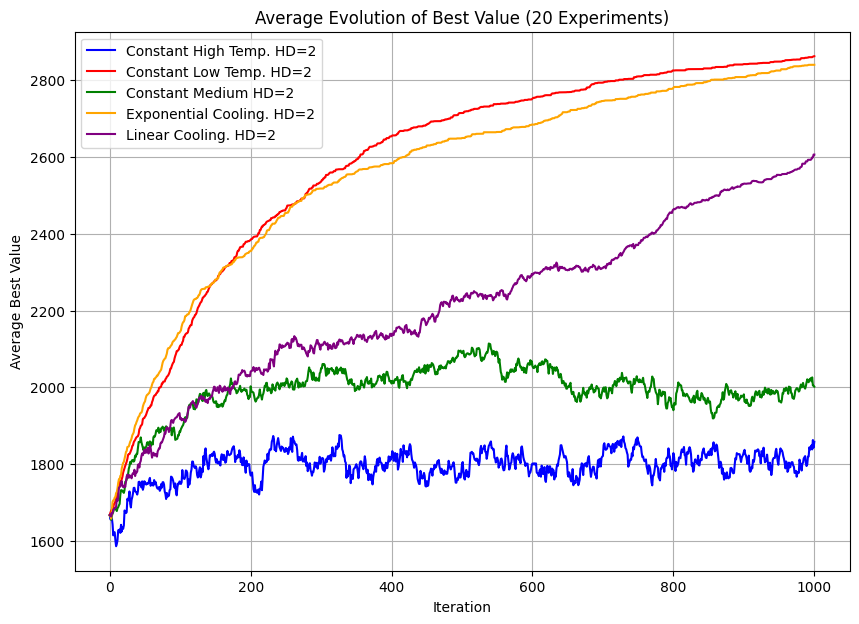 Average Evolution of Best Value (20 Experiments)
Constant High Temp. HD=2
Constant Low Temp. HD=2
Constant Medium HD=2
Exponential Cooling. HD=2
Linear Cooling. HD=2
Average Best Value
2800
2600
2400
2200
2000
1800
1600
0 200 400 600 800 1000
Iteration